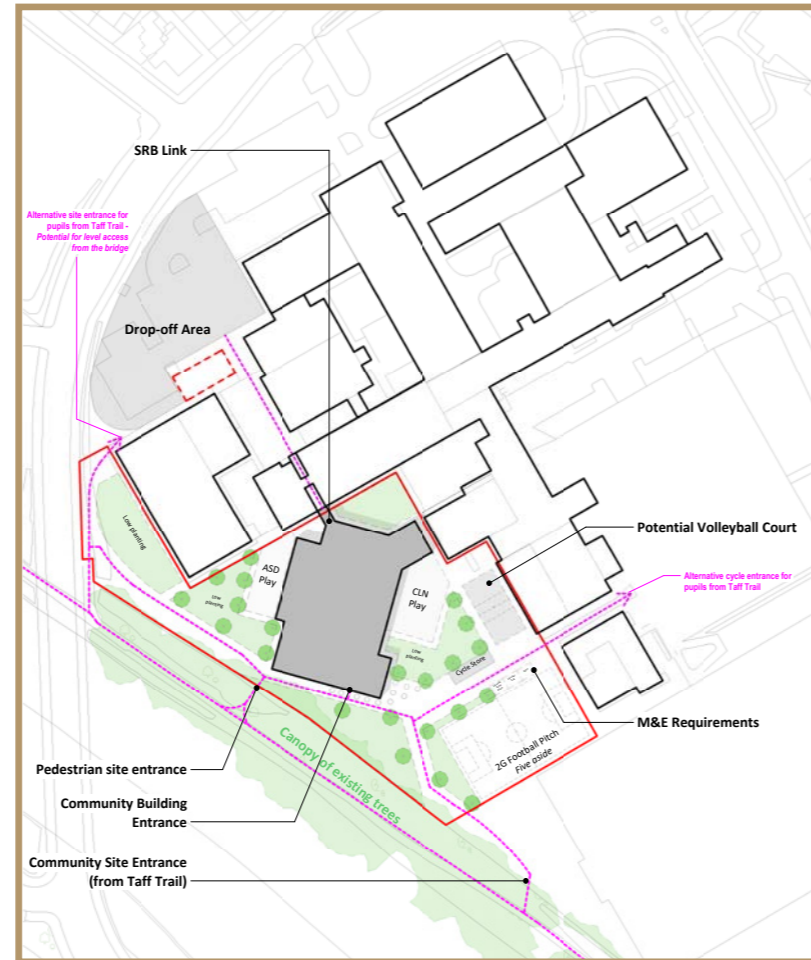 SRB Link
Alternative site entrance for
pupils from Taff Trail -
Potential for level access
from the bridge
Drop-off Area
Low planting
ASD
Play
Low
planting
CLN
Play
Low
planting
Cycle Store
Potential Volleyball Court
Alternative cycle entrance for
pupils from Taff Trail
M&E Requirements
2G Football Pitch
Five aside
Canopy of existing trees
Pedestrian site entrance
Community Building
Entrance
Community Site Entrance
(from Taff Trail)